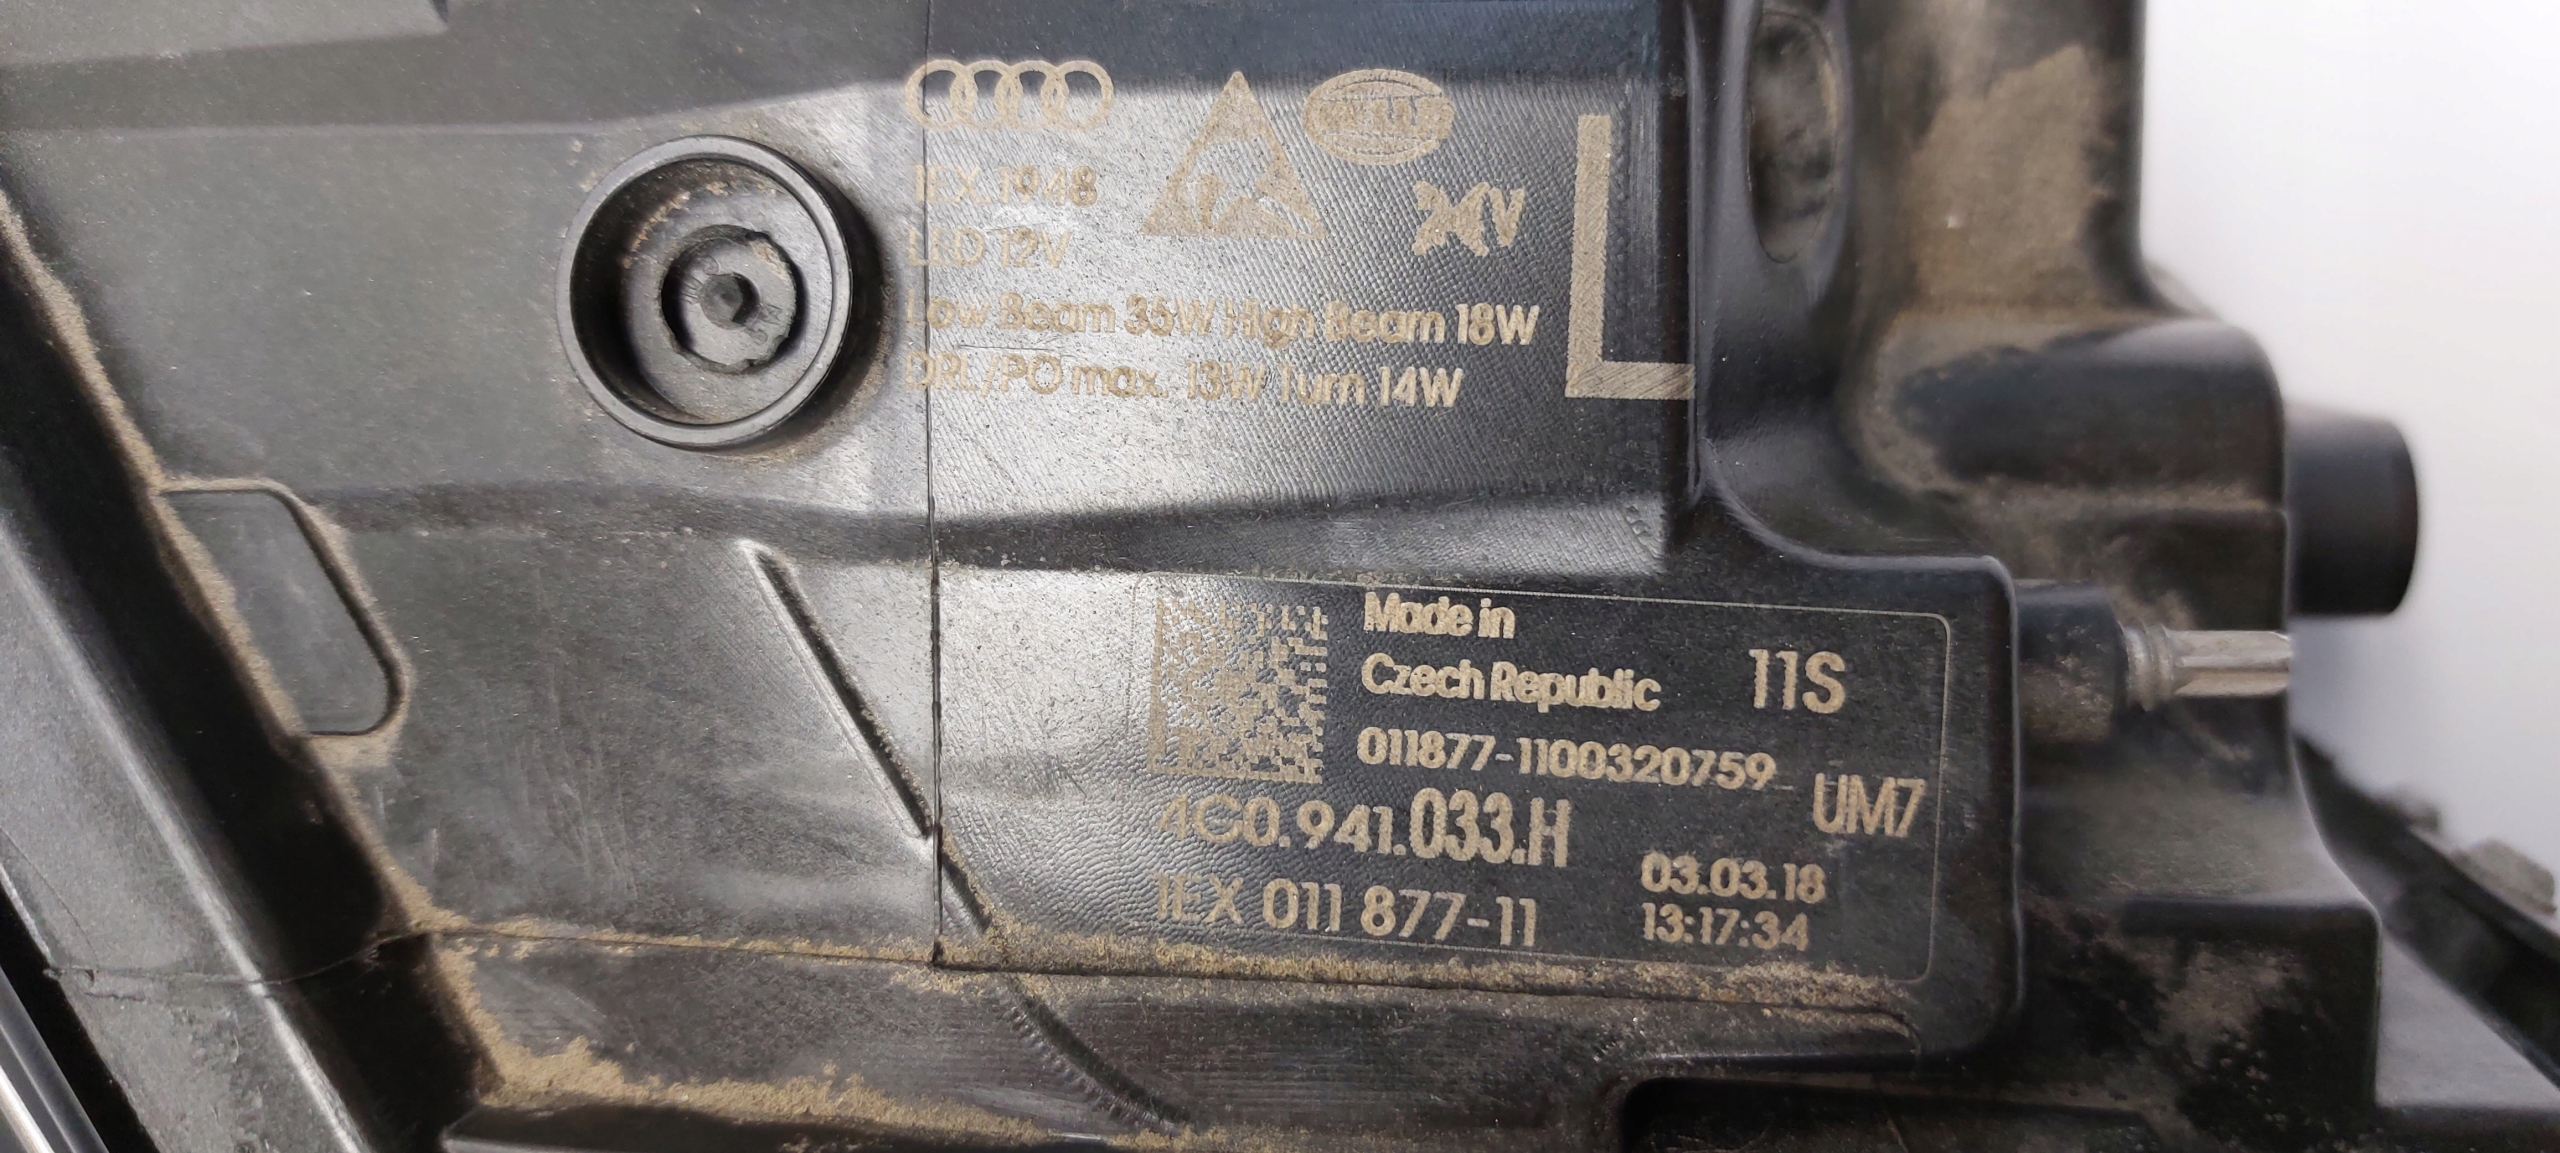 HELLA
1EX 1948
LED 12V
L
Low Beam 35W High Beam 18W
DRL/PO max. 13W Turn 14W
Made in
Czech Republic
11S
011877-1100320759
UM7
4G0.941.033.H
03.03.18
1EX 011 877-11
13:17:34